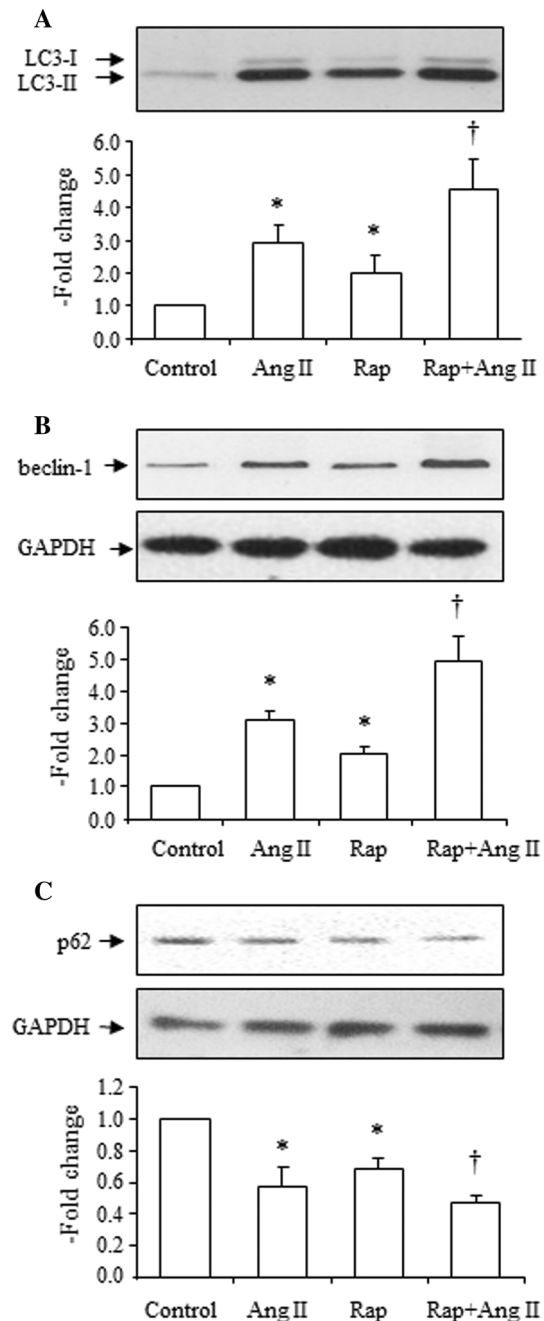 A
LC3-I
LC3-II
†
6.0
5.0
4.0
3.0
2.0
1.0
0.0
-Fold change
* *
Control Ang II Rap Rap+Ang II
B
beclin-1
GAPDH
†
6.0
5.0
4.0
3.0
2.0
1.0
0.0
-Fold change
* *
Control Ang II Rap Rap+Ang II
C
p62
GAPDH
1.2
1.0
0.8
0.6
0.4
0.2
0.0
-Fold change
* * †
Control Ang II Rap Rap+Ang II